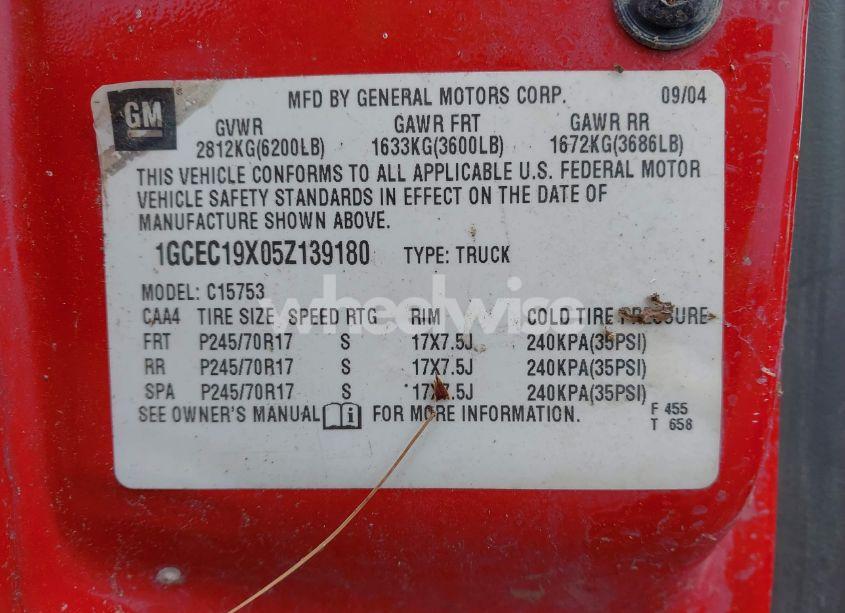 GM
MFD BY GENERAL MOTORS CORP. 09/04
GVWR GAWR FRT GAWR RR
2812KG(6200LB) 1633KG(3600LB) 1672KG(3686LB)
THIS VEHICLE CONFORMS TO ALL APPLICABLE U.S. FEDERAL MOTOR
VEHICLE SAFETY STANDARDS IN EFFECT ON THE DATE OF
MANUFACTURE SHOWN ABOVE.
1GCEC19X05Z139180 TYPE: TRUCK
MODEL: C15753
wheelwise
CAA4 TIRE SIZE SPEED RTG RIM COLD TIRE PRESSURE
FRT P245/70R17 S 17X7.5J 240KPA(35PSI)
RR P245/70R17 S 17X7.5J 240KPA(35PSI)
SPA P245/70R17 S 17X7.5J 240KPA(35PSI)
SEE OWNER'S MANUAL FOR MORE INFORMATION.
F 455
T 658